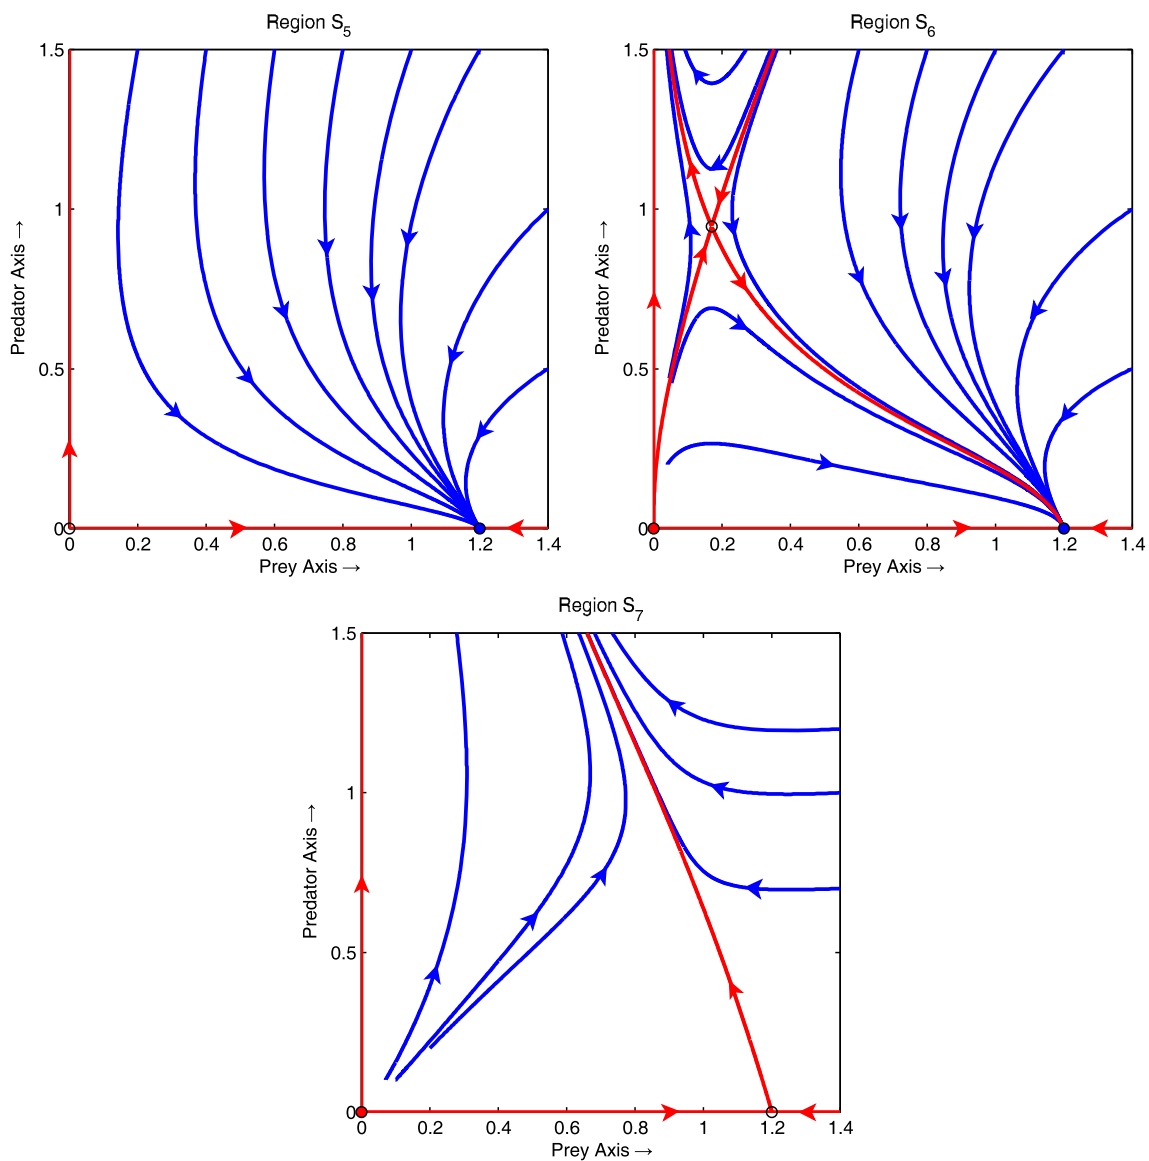 Region S5
1.5
1
0.5
0
0 0.2 0.4 0.6 0.8 1 1.2 1.4
Predator Axis →
Prey Axis →
Region S6
1.5
1
0.5
0
0 0.2 0.4 0.6 0.8 1 1.2 1.4
Predator Axis →
Prey Axis →
Region S7
1.5
1
0.5
0
0 0.2 0.4 0.6 0.8 1 1.2 1.4
Predator Axis →
Prey Axis →